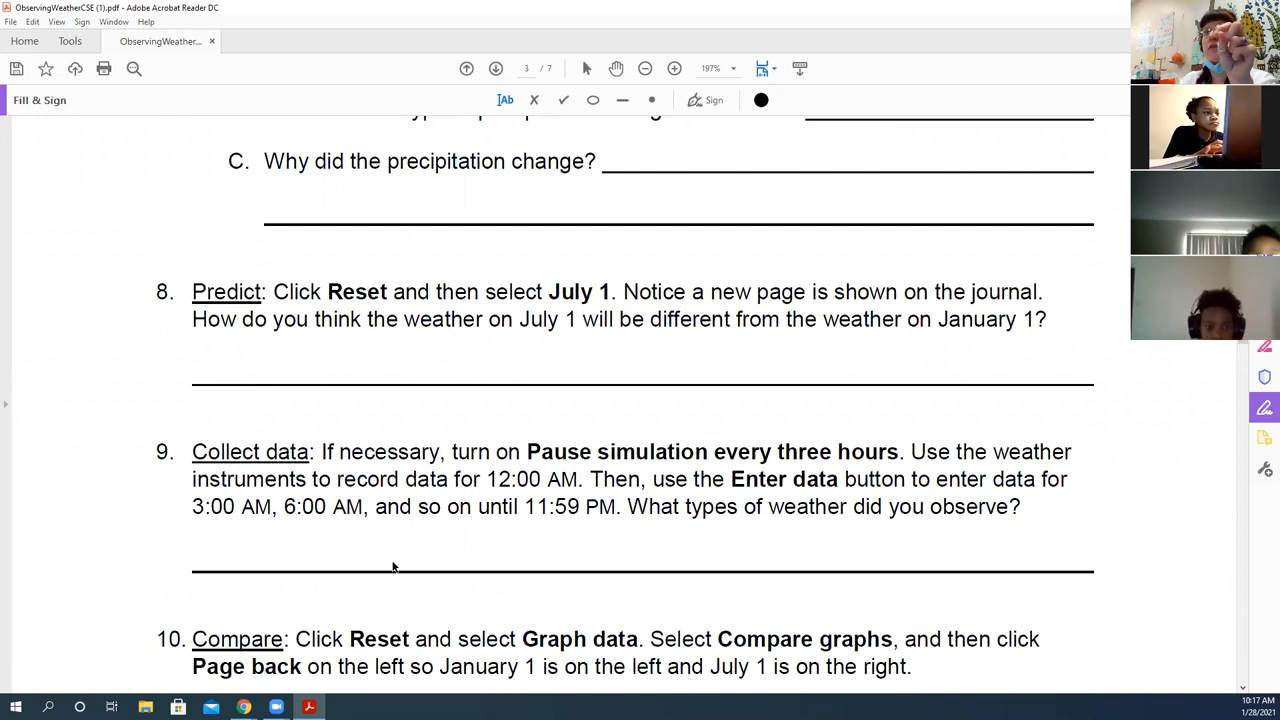 ObservingWeatherCSE (1).pdf - Adobe Acrobat Reader DC
File Edit View Sign Window Help
Home Tools ObservingWeather... ×
3 / 7 197%
Fill & Sign Ab Sign
C. Why did the precipitation change?
8. Predict: Click Reset and then select July 1. Notice a new page is shown on the journal.
How do you think the weather on July 1 will be different from the weather on January 1?
9. Collect data: If necessary, turn on Pause simulation every three hours. Use the weather
instruments to record data for 12:00 AM. Then, use the Enter data button to enter data for
3:00 AM, 6:00 AM, and so on until 11:59 PM. What types of weather did you observe?
10. Compare: Click Reset and select Graph data. Select Compare graphs, and then click
Page back on the left so January 1 is on the left and July 1 is on the right.
10:17 AM
1/28/2021